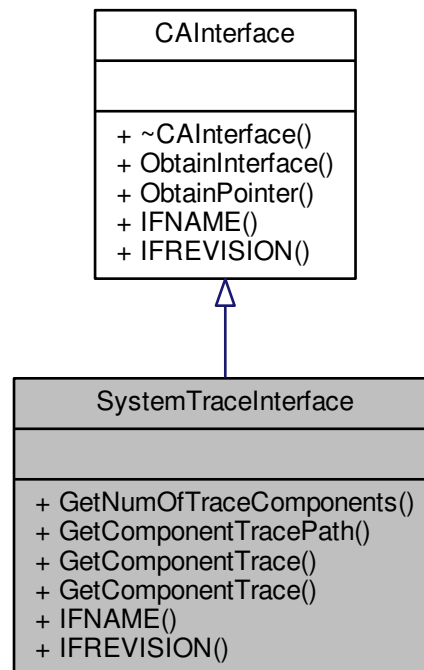 CAInterface
+ ~CAInterface()
+ ObtainInterface()
+ ObtainPointer()
+ IFNAME()
+ IFREVISION()
SystemTraceInterface
+ GetNumOfTraceComponents()
+ GetComponentTracePath()
+ GetComponentTrace()
+ GetComponentTrace()
+ IFNAME()
+ IFREVISION()